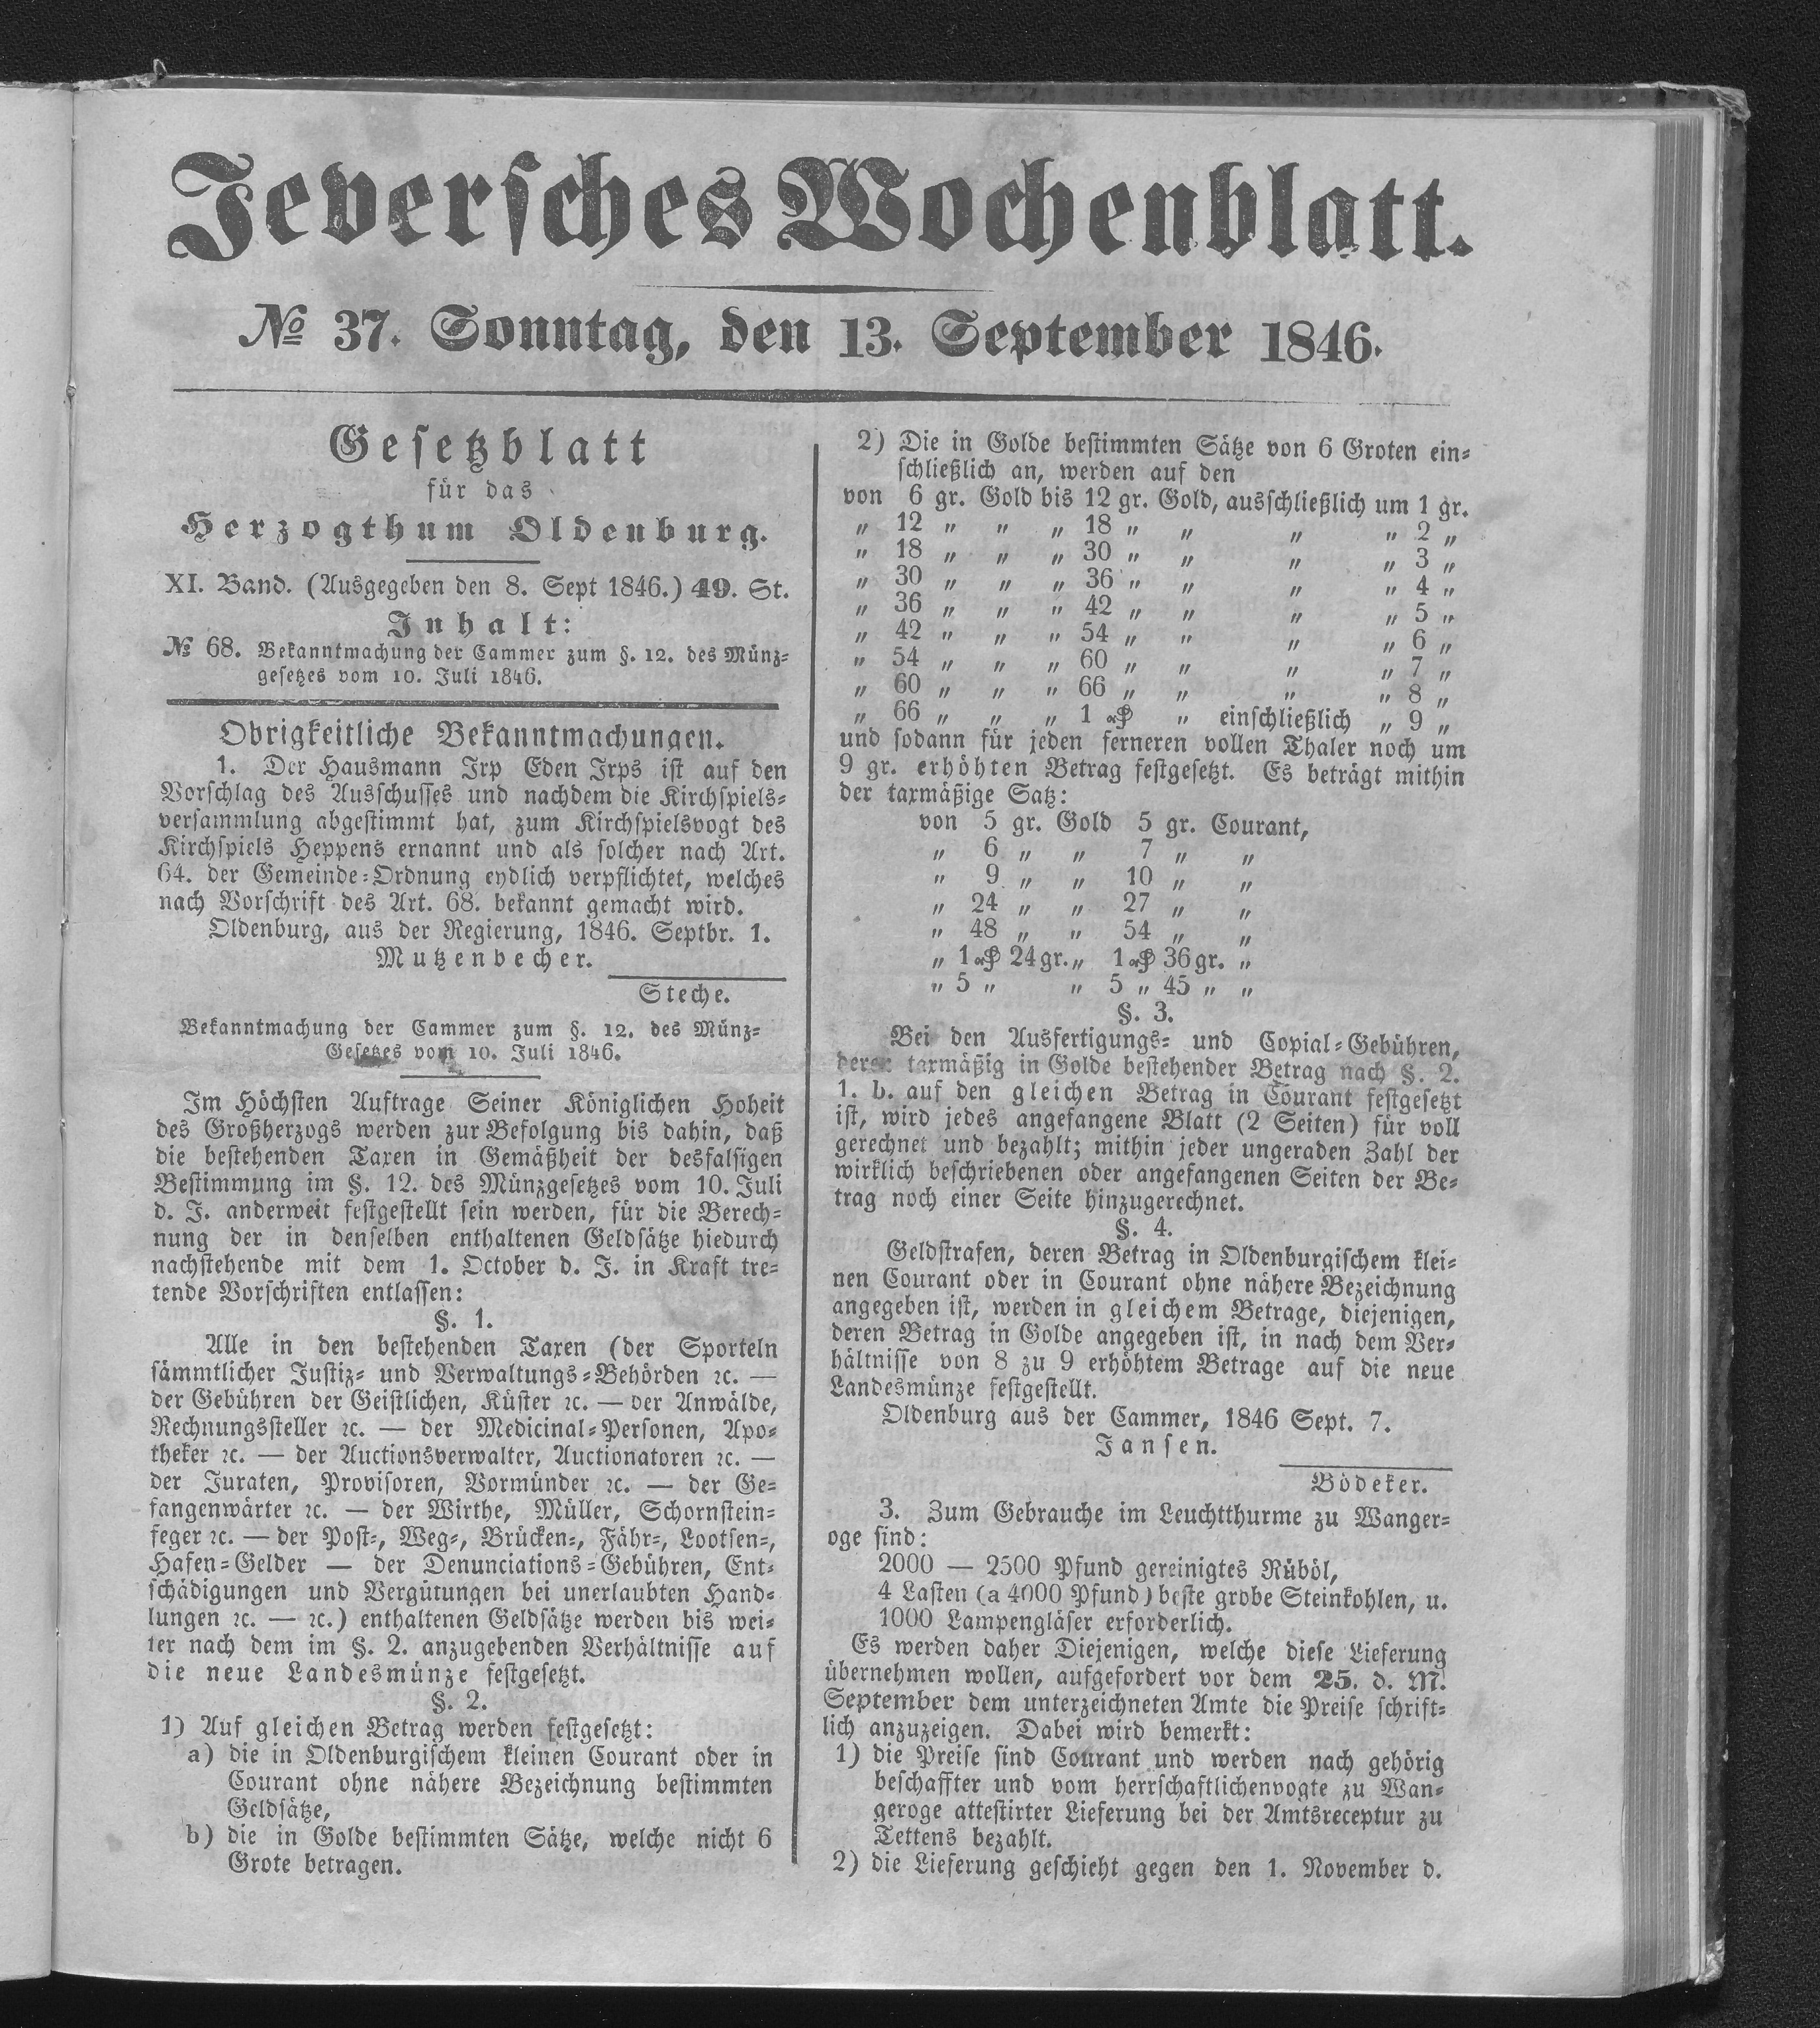 Jeversches Wochenblatt.
№ 37. Sonntag, den 13. September 1846.
Gesetzblatt
für das
Herzogthum Oldenburg.
XI. Band. (Ausgegeben den 8. Sept 1846.) 49. St.
Inhalt:
№ 68. Bekanntmachung der Cammer zum §. 12. des Münz-
gesetzes vom 10. Juli 1846.
Obrigkeitliche Bekanntmachungen.
1. Der Hausmann Irp Eden Irps ist auf den
Vorschlag des Ausschusses und nachdem die Kirchspiels-
versammlung abgestimmt hat, zum Kirchspielsvogt des
Kirchspiels Heppens ernannt und als solcher nach Art.
64. der Gemeinde-Ordnung eydlich verpflichtet, welches
nach Vorschrift des Art. 68. bekannt gemacht wird.
Oldenburg, aus der Regierung, 1846. Septbr. 1.
Mutzenbecher.
Steche.
Bekanntmachung der Cammer zum §. 12. des Münz-
Gesetzes vom 10. Juli 1846.
Im Höchsten Auftrage Seiner Königlichen Hoheit
des Großherzogs werden zur Befolgung bis dahin, daß
die bestehenden Taxen in Gemäßheit der desfalsigen
Bestimmung im §. 12. des Münzgesetzes vom 10. Juli
d. J. anderweit festgestellt sein werden, für die Berech-
nung der in denselben enthaltenen Geldsätze hiedurch
nachstehende mit dem 1. October d. J. in Kraft tre-
tende Vorschriften entlassen:
§. 1.
Alle in den bestehenden Taxen (der Sporteln
sämmtlicher Justiz- und Verwaltungs-Behörden ꝛc. —
der Gebühren der Geistlichen, Küster ꝛc. — der Anwälde,
Rechnungssteller ꝛc. — der Medicinal-Personen, Apo-
theker ꝛc. — der Auctionsverwalter, Auctionatoren ꝛc. —
der Juraten, Provisoren, Vormünder ꝛc. — der Ge-
fangenwärter ꝛc. — der Wirthe, Müller, Schornstein-
feger ꝛc. — der Post-, Weg-, Brücken-, Fähr-, Lootsen-,
Hafen-Gelder — der Denunciations-Gebühren, Ent-
schädigungen und Vergütungen bei unerlaubten Hand-
lungen ꝛc. — ꝛc.) enthaltenen Geldsätze werden bis wei-
ter nach dem im §. 2. anzugebenden Verhältnisse auf
die neue Landesmünze festgesetzt.
§. 2.
1) Auf gleichen Betrag werden festgesetzt:
a) die in Oldenburgischem kleinen Courant oder in
Courant ohne nähere Bezeichnung bestimmten
Geldsätze,
b) die in Golde bestimmten Sätze, welche nicht 6
Grote betragen.
2) Die in Golde bestimmten Sätze von 6 Groten ein-
schließlich an, werden auf den
von 6 gr. Gold bis 12 gr. Gold, ausschließlich um 1 gr.
„ 12 „ „ „ 18 „ „ „ „ 2 „
„ 18 „ „ „ 30 „ „ „ „ 3 „
„ 30 „ „ „ 36 „ „ „ „ 4 „
„ 36 „ „ „ 42 „ „ „ „ 5 „
„ 42 „ „ „ 54 „ „ „ „ 6 „
„ 54 „ „ „ 60 „ „ „ „ 7 „
„ 60 „ „ „ 66 „ „ „ „ 8 „
„ 66 „ „ „ 1 ₰ „ einschließlich „ 9 „
und sodann für jeden ferneren vollen Thaler noch um
9 gr. erhöhten Betrag festgesetzt. Es beträgt mithin
der taxmäßige Satz:
von 5 gr. Gold 5 gr. Courant,
„ 6 „ „ 7 „ „
„ 9 „ „ 10 „ „
„ 24 „ „ 27 „ „
„ 48 „ „ 54 „ „
„ 1 ₰ 24 gr. „ 1 ₰ 36 gr. „
„ 5 „ „ 5 „ 45 „ „
§. 3.
Bei den Ausfertigungs- und Copial-Gebühren,
deren taxmäßig in Golde bestehender Betrag nach §. 2.
1. b. auf den gleichen Betrag in Courant festgesetzt
ist, wird jedes angefangene Blatt (2 Seiten) für voll
gerechnet und bezahlt; mithin jeder ungeraden Zahl der
wirklich beschriebenen oder angefangenen Seiten der Be-
trag noch einer Seite hinzugerechnet.
§. 4.
Geldstrafen, deren Betrag in Oldenburgischem klei-
nen Courant oder in Courant ohne nähere Bezeichnung
angegeben ist, werden in gleichem Betrage, diejenigen,
deren Betrag in Golde angegeben ist, in nach dem Ver-
hältnisse von 8 zu 9 erhöhtem Betrage auf die neue
Landesmünze festgestellt.
Oldenburg aus der Cammer, 1846 Sept. 7.
Jansen.
Bödeker.
3. Zum Gebrauche im Leuchtthurme zu Wanger-
oge sind:
2000 — 2500 Pfund gereinigtes Rüböl,
4 Lasten (a 4000 Pfund) beste grobe Steinkohlen, u.
1000 Lampengläser erforderlich.
Es werden daher Diejenigen, welche diese Lieferung
übernehmen wollen, aufgefordert vor dem 25. d. M.
September dem unterzeichneten Amte die Preise schrift-
lich anzuzeigen. Dabei wird bemerkt:
1) die Preise sind Courant und werden nach gehörig
beschaffter und vom herrschaftlichenvogte zu Wan-
geroge attestirter Lieferung bei der Amtsreceptur zu
Tettens bezahlt.
2) die Lieferung geschieht gegen den 1. November d.